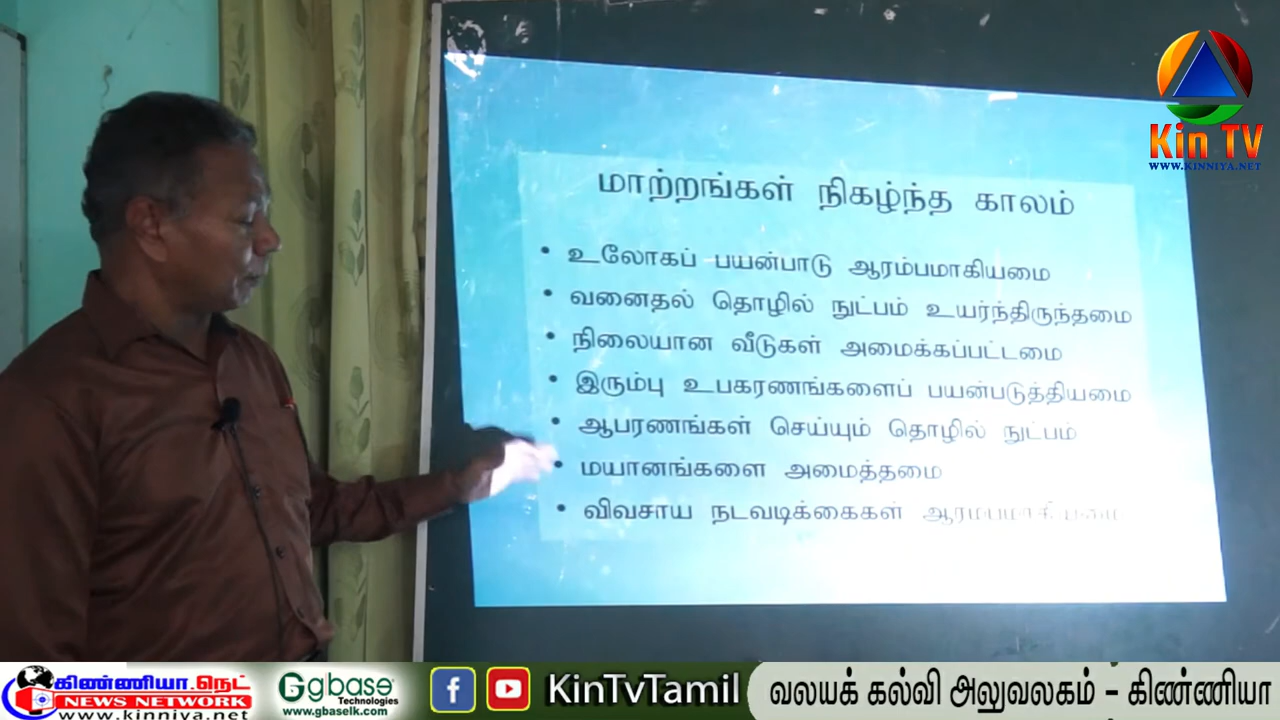 Kin TV
WWW.KINNIYA.NET
மாற்றங்கள் நிகழ்ந்த காலம்
• உலோகப் பயன்பாடு ஆரம்பமாகியமை
• வனைதல் தொழில் நுட்பம் உயர்ந்திருந்தமை
• நிலையான வீடுகள் அமைக்கப்பட்டமை
• இரும்பு உபகரணங்களைப் பயன்படுத்தியமை
• ஆபரணங்கள் செய்யும் தொழில் நுட்பம்
• மயானங்களை அமைத்தமை
• விவசாய நடவடிக்கைகள் ஆரம்பமாகியமை
கிண்ணியா.நெட்
NEWS NETWORK
www.kinniya.net
Ggbase
Technologies
www.gbaselk.com
KinTvTamil
வலயக் கல்வி அலுவலகம் - கிண்ணியா